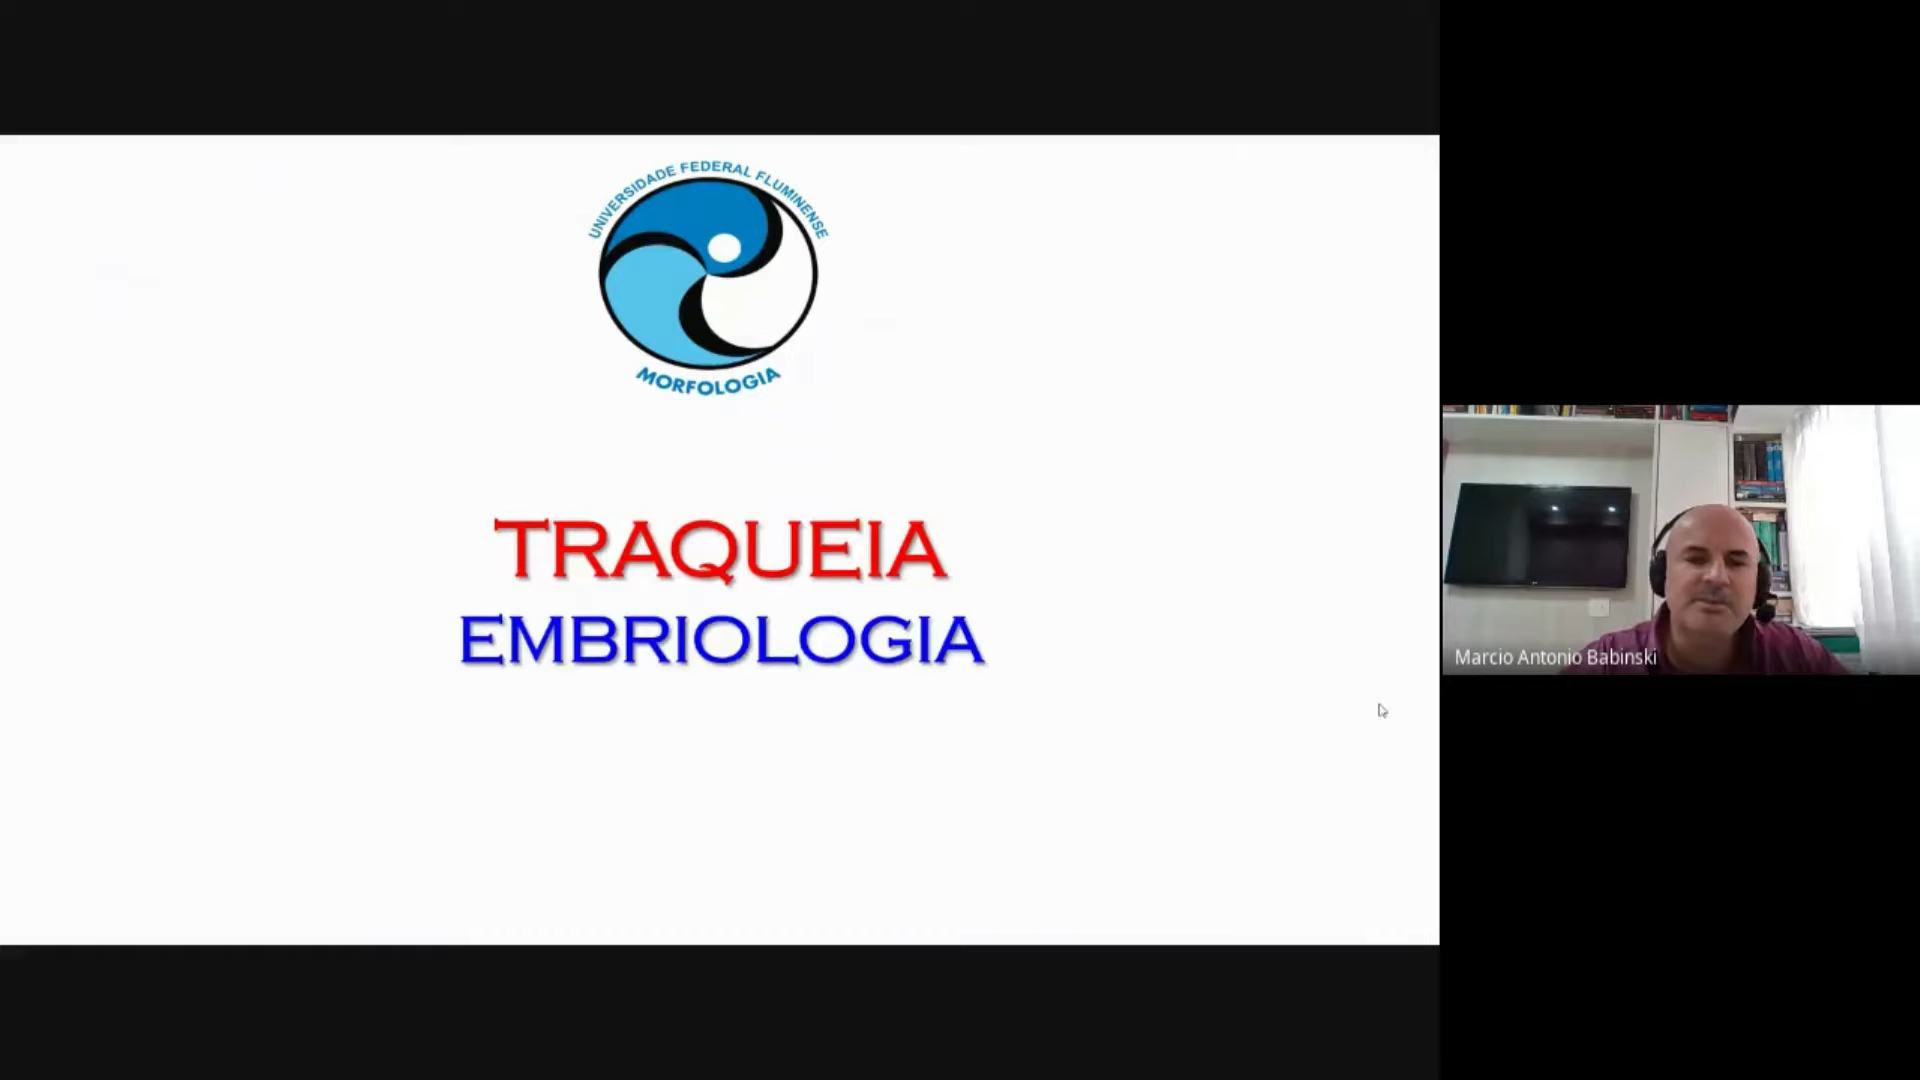 UNIVERSIDADE FEDERAL FLUMINENSE
MORFOLOGIA
TRAQUEIA
EMBRIOLOGIA
Marcio Antonio Babinski